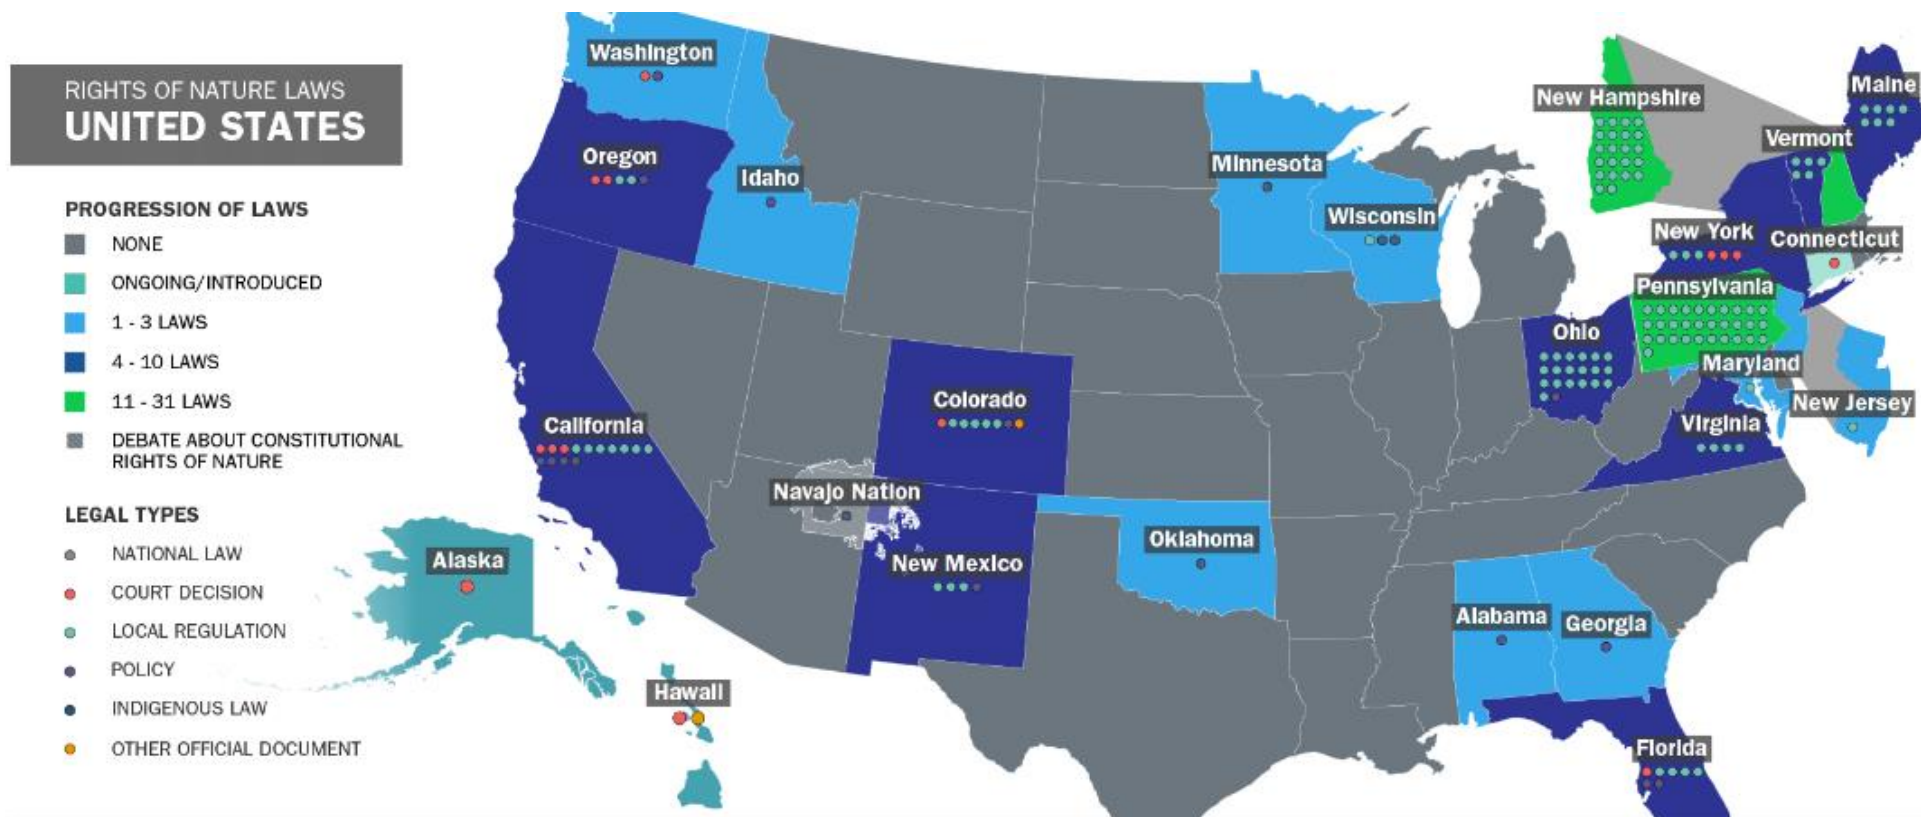 RIGHTS OF NATURE LAWS
UNITED STATES
PROGRESSION OF LAWS
NONE
ONGOING/INTRODUCED
1 - 3 LAWS
4 - 10 LAWS
11 - 31 LAWS
DEBATE ABOUT CONSTITUTIONAL
RIGHTS OF NATURE
LEGAL TYPES
NATIONAL LAW
COURT DECISION
LOCAL REGULATION
POLICY
INDIGENOUS LAW
OTHER OFFICIAL DOCUMENT
Washington
Oregon
Idaho
Minnesota
Wisconsin
New Hampshire
Maine
Vermont
New York
Connecticut
Pennsylvania
Ohio
Maryland
New Jersey
Virginia
Colorado
California
Navajo Nation
New Mexico
Oklahoma
Alaska
Hawaii
Alabama
Georgia
Florida